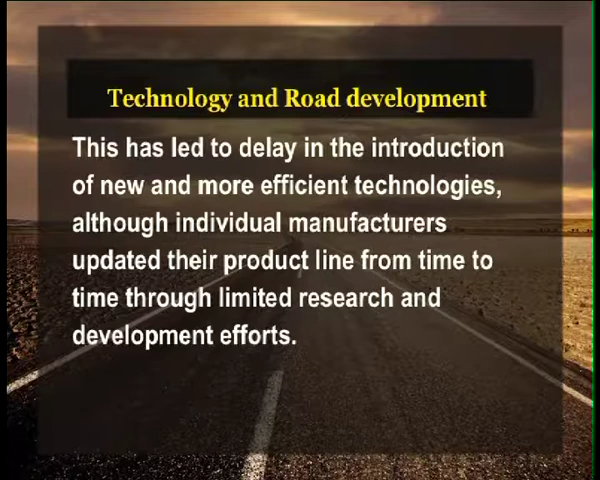 Technology and Road development
This has led to delay in the introduction
of new and more efficient technologies,
although individual manufacturers
updated their product line from time to
time through limited research and
development efforts.